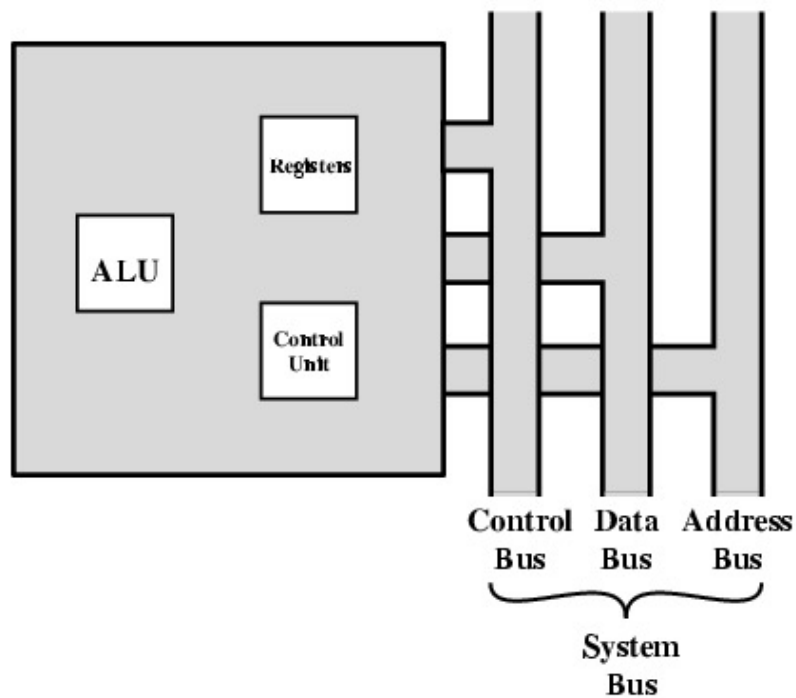 Registers
ALU
Control
Unit
Control Data Address
Bus Bus Bus
System
Bus